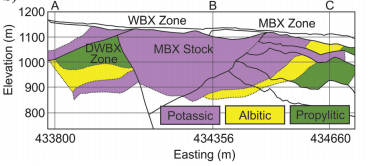 A B C
1200
WBX Zone MBX Zone
1100
DWBX
Zone
MBX Stock
1000
900
800
Elevation (m)
Potassic Albitic Propylitic
433800 434356 434660
Easting (m)